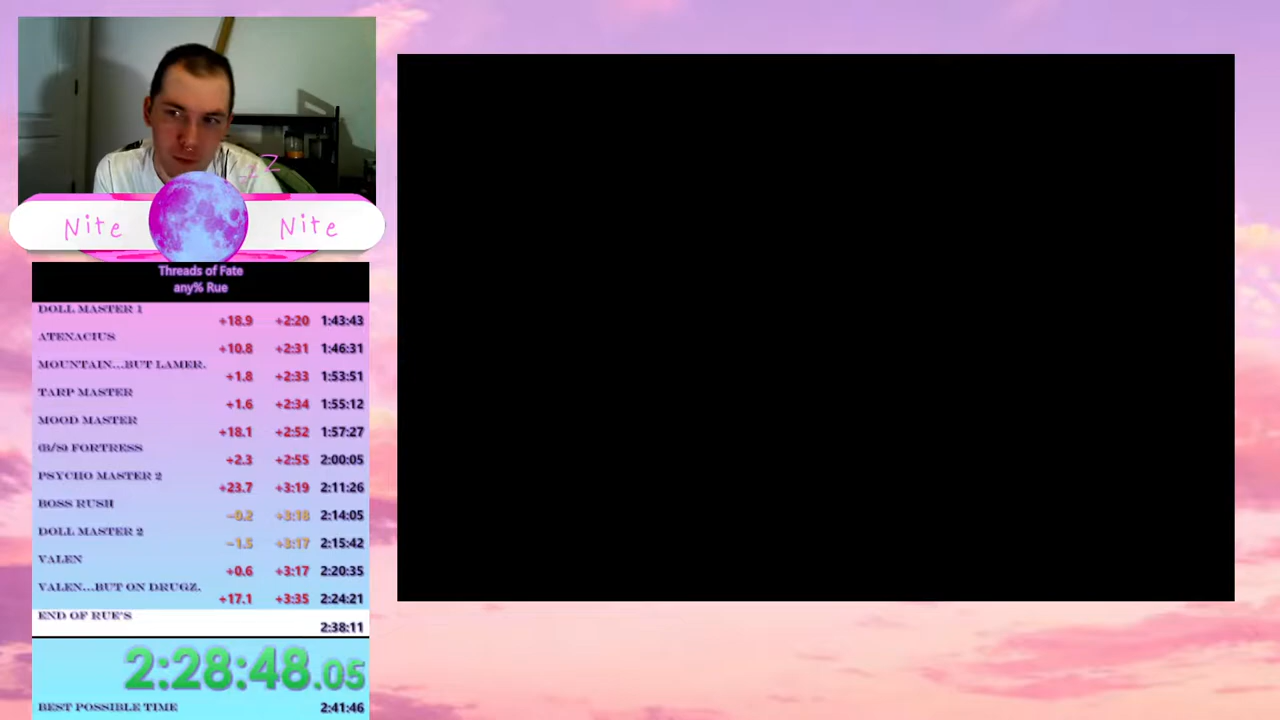 Nite Nite
Threads of Fate
any% Rue
DOLL MASTER 1
+18.9 +2:20 1:43:43
ATENACIUS
+10.8 +2:31 1:46:31
MOUNTAIN...BUT LAMER.
+1.8 +2:33 1:53:51
TARP MASTER
+1.6 +2:34 1:55:12
MOOD MASTER
+18.1 +2:52 1:57:27
(B/S) FORTRESS
+2.3 +2:55 2:00:05
PSYCHO MASTER 2
+23.7 +3:19 2:11:26
BOSS RUSH
−0.2 +3:18 2:14:05
DOLL MASTER 2
−1.5 +3:17 2:15:42
VALEN
+0.6 +3:17 2:20:35
VALEN...BUT ON DRUGZ.
+17.1 +3:35 2:24:21
END OF RUE'S
2:38:11
2:28:48.05
BEST POSSIBLE TIME 2:41:46